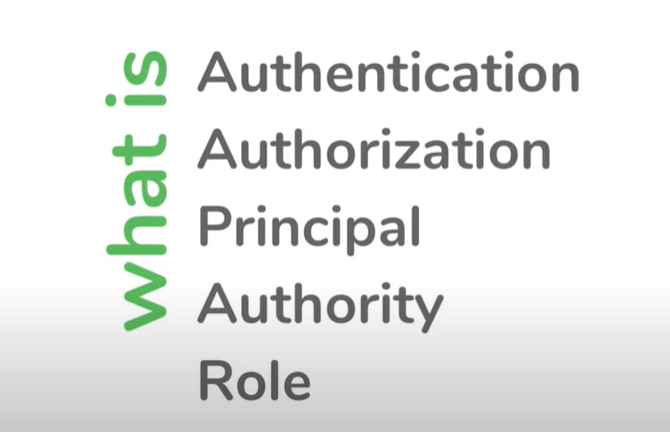 what is
Authentication
Authorization
Principal
Authority
Role